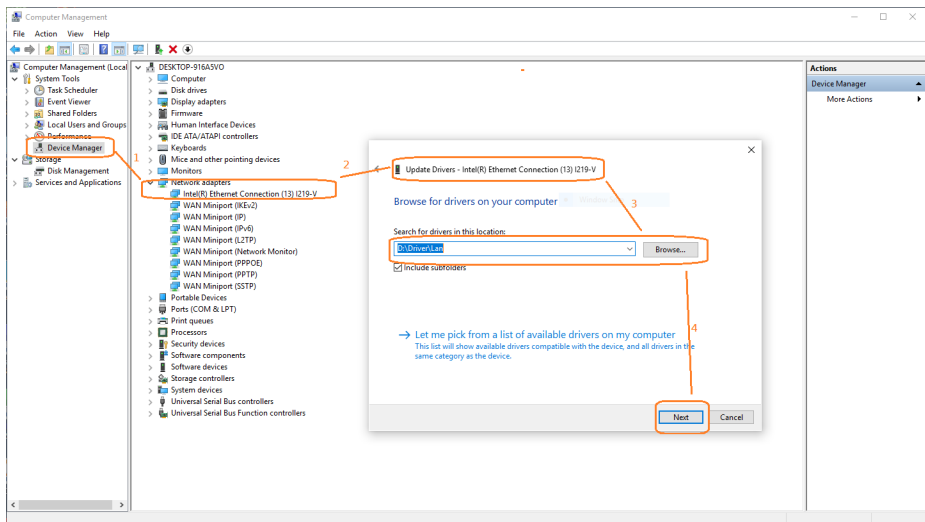 Computer Management
File Action View Help
Computer Management (Local
System Tools
Task Scheduler
Event Viewer
Shared Folders
Local Users and Groups
Performance
Device Manager
Storage
Disk Management
Services and Applications
DESKTOP-916A5VO
Computer
Disk drives
Display adapters
Firmware
Human Interface Devices
IDE ATA/ATAPI controllers
Keyboards
Mice and other pointing devices
Monitors
Network adapters
Intel(R) Ethernet Connection (13) I219-V
WAN Miniport (IKEv2)
WAN Miniport (IP)
WAN Miniport (IPv6)
WAN Miniport (L2TP)
WAN Miniport (Network Monitor)
WAN Miniport (PPPOE)
WAN Miniport (PPTP)
WAN Miniport (SSTP)
Portable Devices
Ports (COM & LPT)
Print queues
Processors
Security devices
Software components
Software devices
Storage controllers
System devices
Universal Serial Bus controllers
Universal Serial Bus Function controllers
1
2
3
4
Update Drivers - Intel(R) Ethernet Connection (13) I219-V
Browse for drivers on your computer
Search for drivers in this location:
D:\Driver\Lan
Browse...
Include subfolders
Let me pick from a list of available drivers on my computer
This list will show available drivers compatible with the device, and all drivers in the
same category as the device.
Next
Cancel
Actions
Device Manager
More Actions